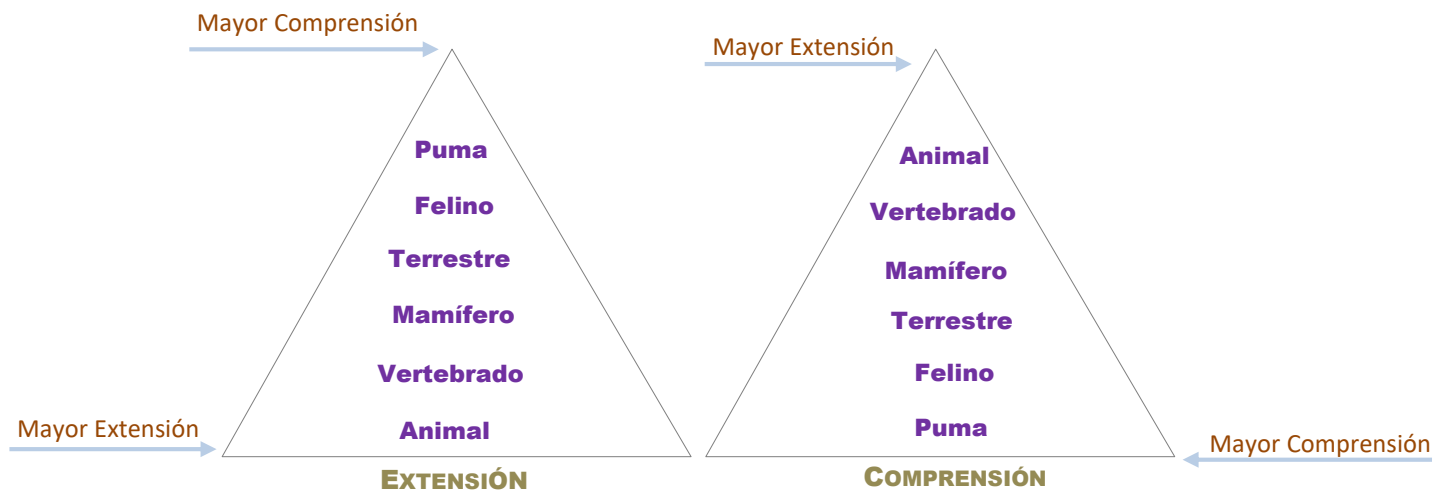 Mayor Comprensión
Puma
Felino
Terrestre
Mamífero
Vertebrado
Animal
Mayor Extensión
EXTENSIÓN
Mayor Extensión
Animal
Vertebrado
Mamífero
Terrestre
Felino
Puma
Mayor Comprensión
COMPRENSIÓN